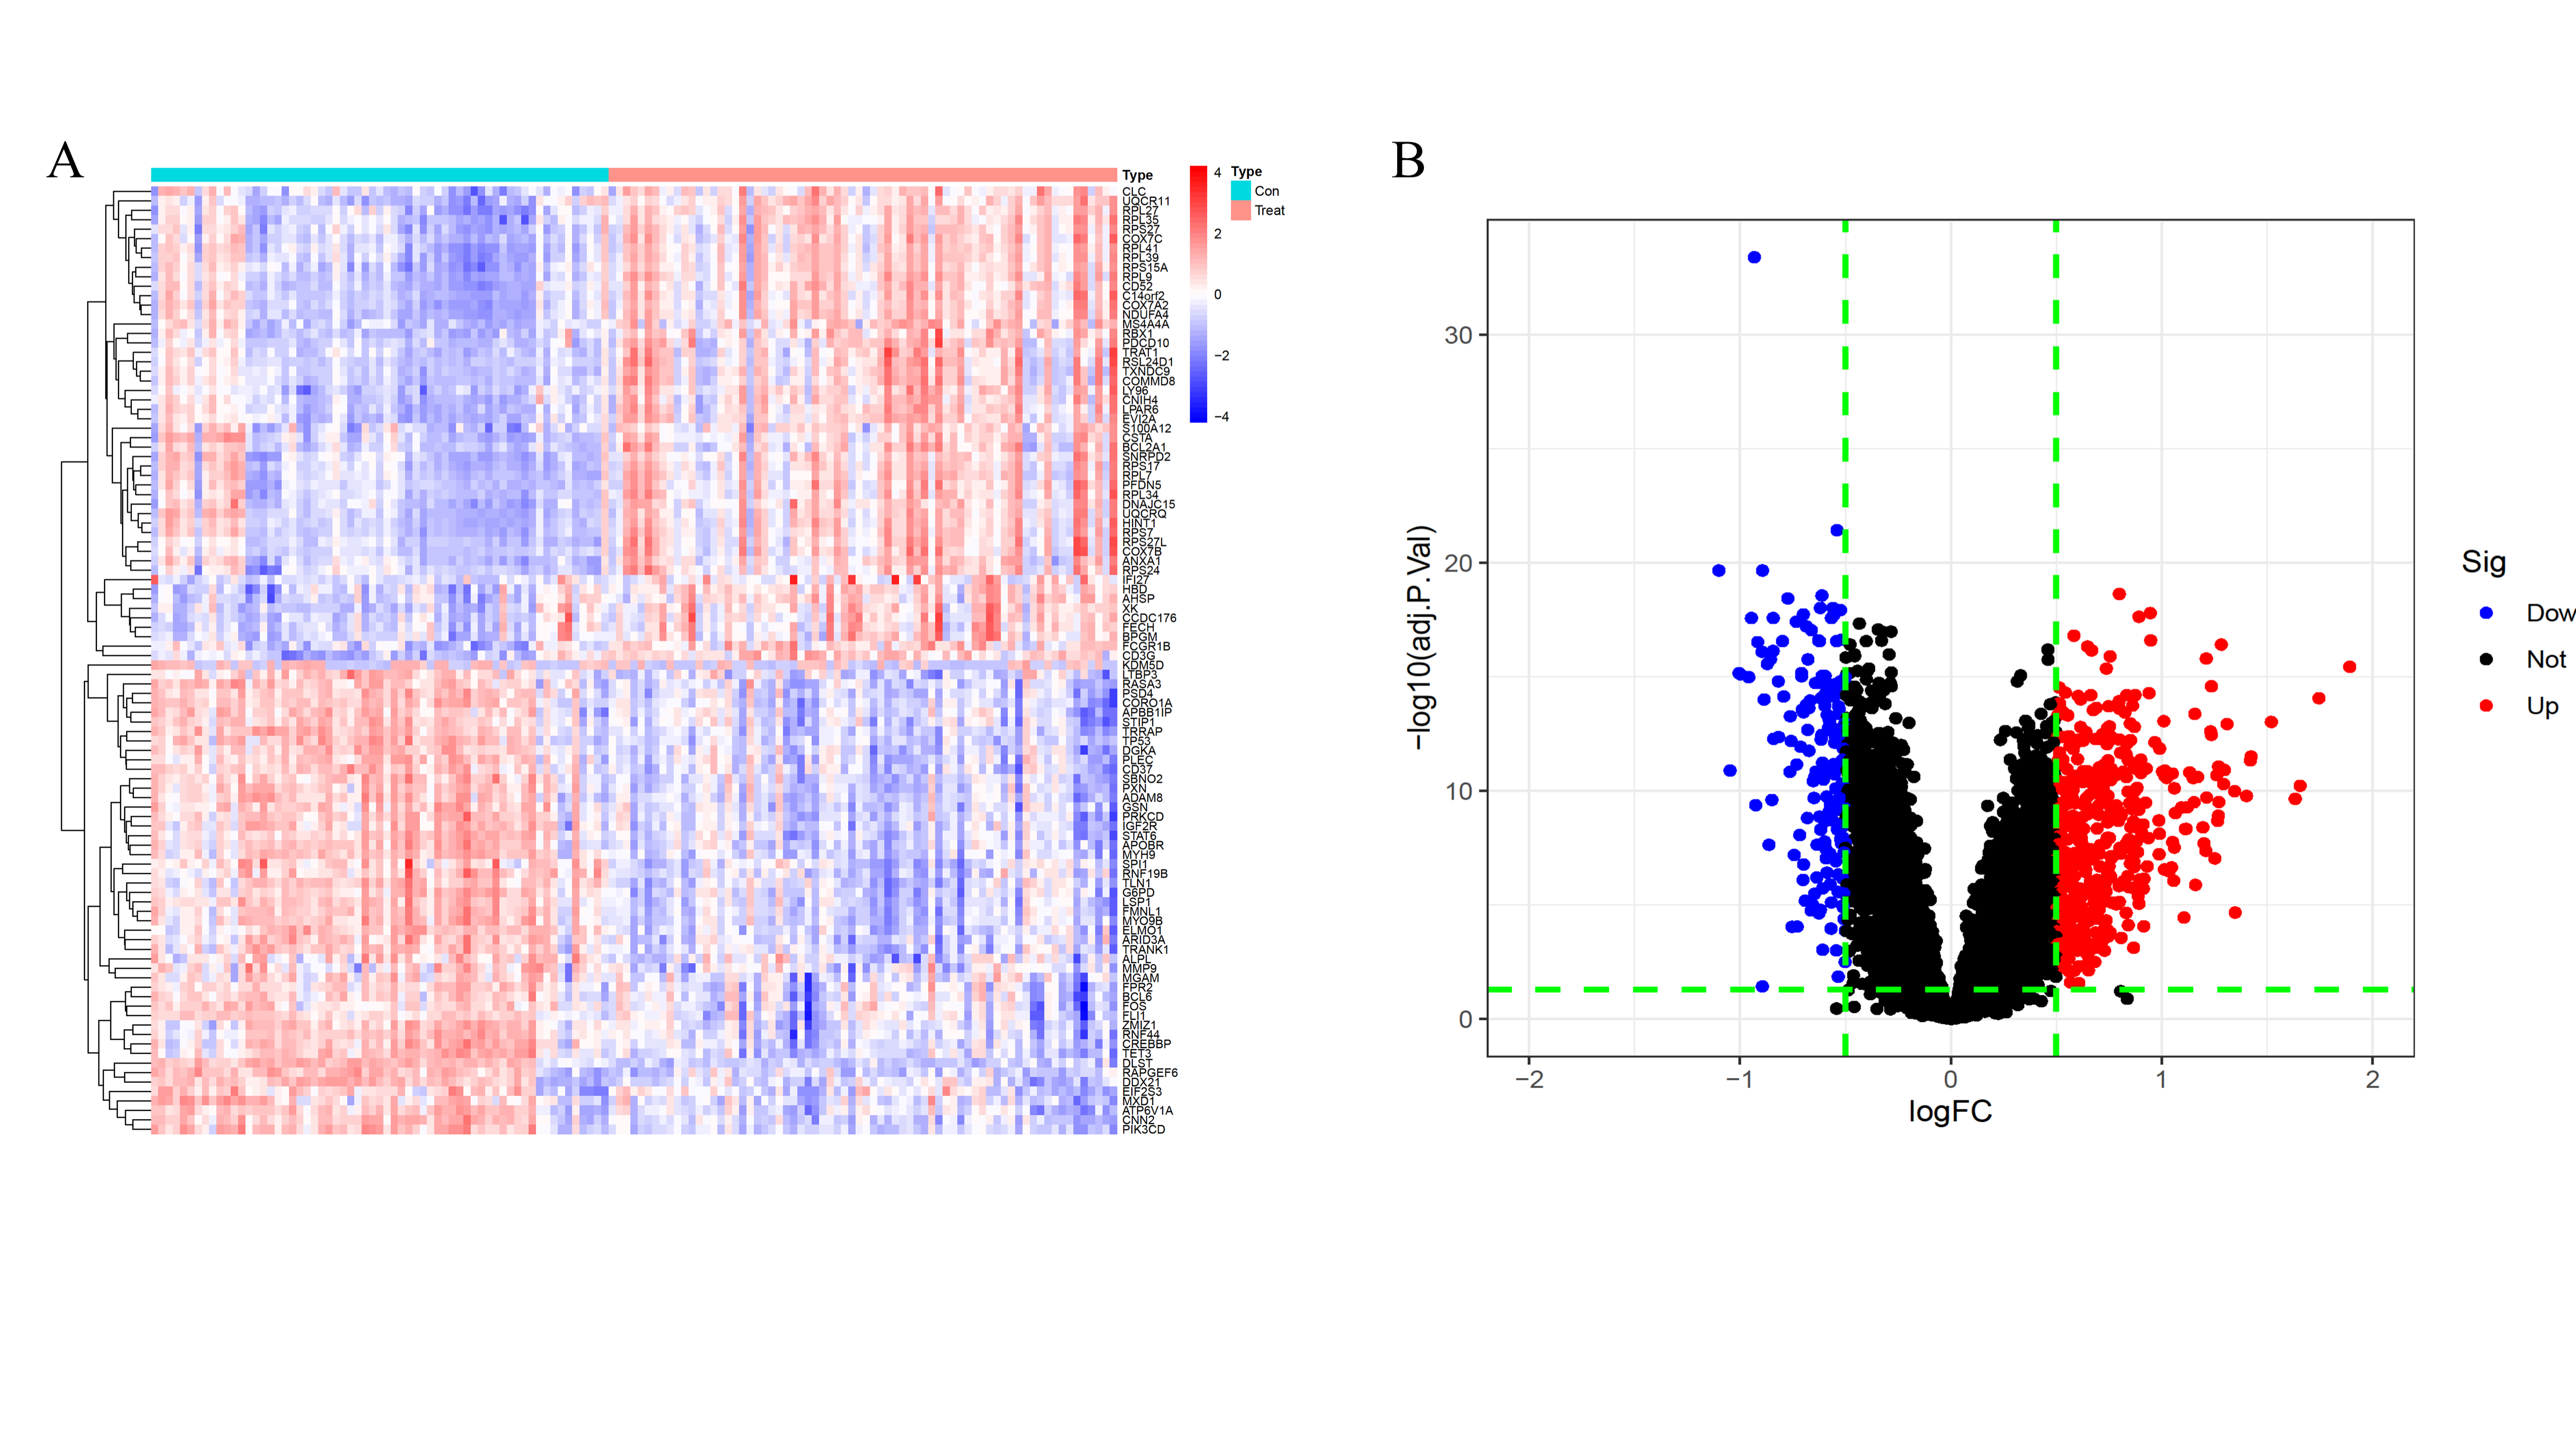 A
Type
CLC
UQCR11
RPL27
RPL35
RPS27
COX7C
RPL41
RPL39
RPS15A
RPL9
CD52
C14orf2
COX7A2
NDUFA4
MS4A4A
RBX1
PDCD10
TRAT1
RSL24D1
TXNDC9
COMMD8
LY96
CNIH4
LPAR6
EVI2A
S100A12
CSTA
BCL2A1
SNRPD2
RPS17
RPL7
PFDN5
RPL34
DNAJC15
UQCRQ
HINT1
RPS7
RPS27L
COX7B
ANXA1
RPS24
IFI27
HBD
AHSP
XK
CCDC176
FECH
BPGM
FCGR1B
CD3G
KDM5D
LTBP3
RASA3
PSD4
CORO1A
APBB1IP
STIP1
TRRAP
TP53
DGKA
PLEC
CD37
SBNO2
PXN
ADAM8
GSN
PRKCD
IGF2R
STAT6
APOBR
MYH9
SPI1
RNF19B
TLN1
G6PD
LSP1
FMNL1
MYO9B
ELMO1
ARID3A
TRANK1
ALPL
MMP9
MGAM
FPR2
BCL6
FOS
FLI1
ZMIZ1
RNF44
CREBBP
TET3
DLST
RAPGEF6
DDX21
EIF2S3
MXD1
ATP6V1A
CNN2
PIK3CD
4
2
0
−2
−4
Type
Con
Treat
B
−log10(adj.P.Val)
30
20
10
0
−2
−1
0
1
2
logFC
Sig
Dow
Not
Up